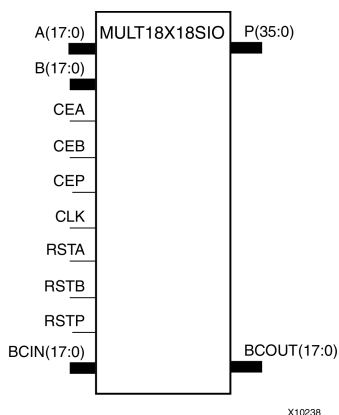 A(17:0) MULT18X18SIO P(35:0)
B(17:0)
CEA
CEB
CEP
CLK
RSTA
RSTB
RSTP
BCIN(17:0) BCOUT(17:0)
X10238